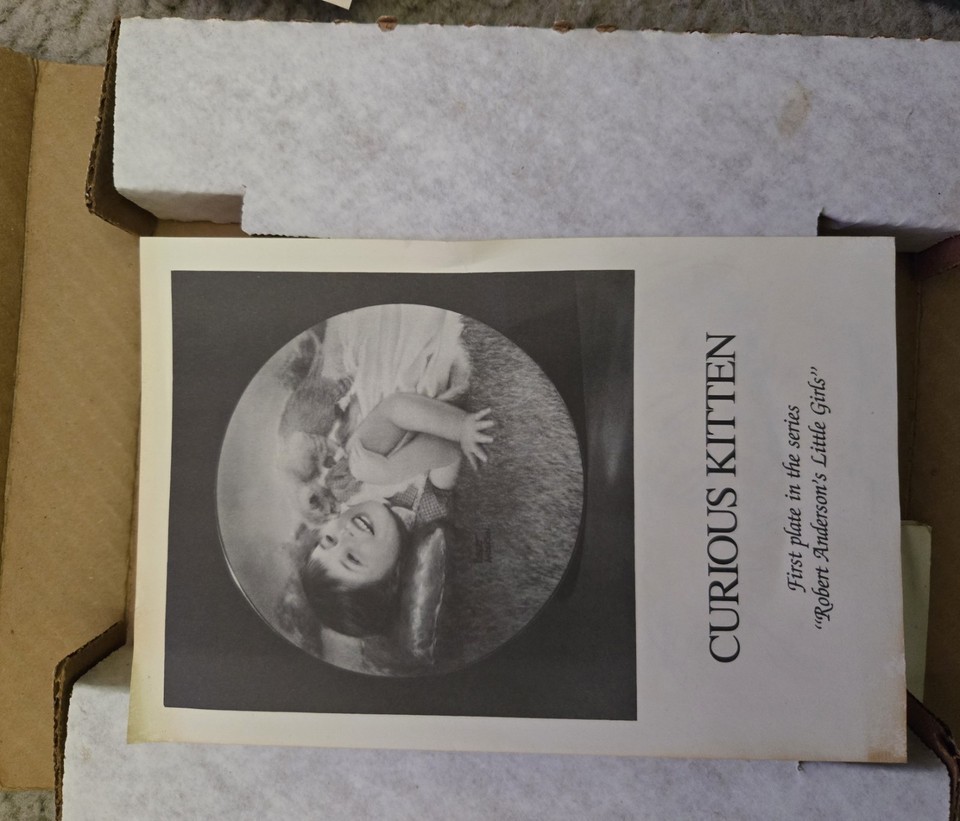 CURIOUS KITTEN
First plate in the series
“Robert Anderson's Little Girls”